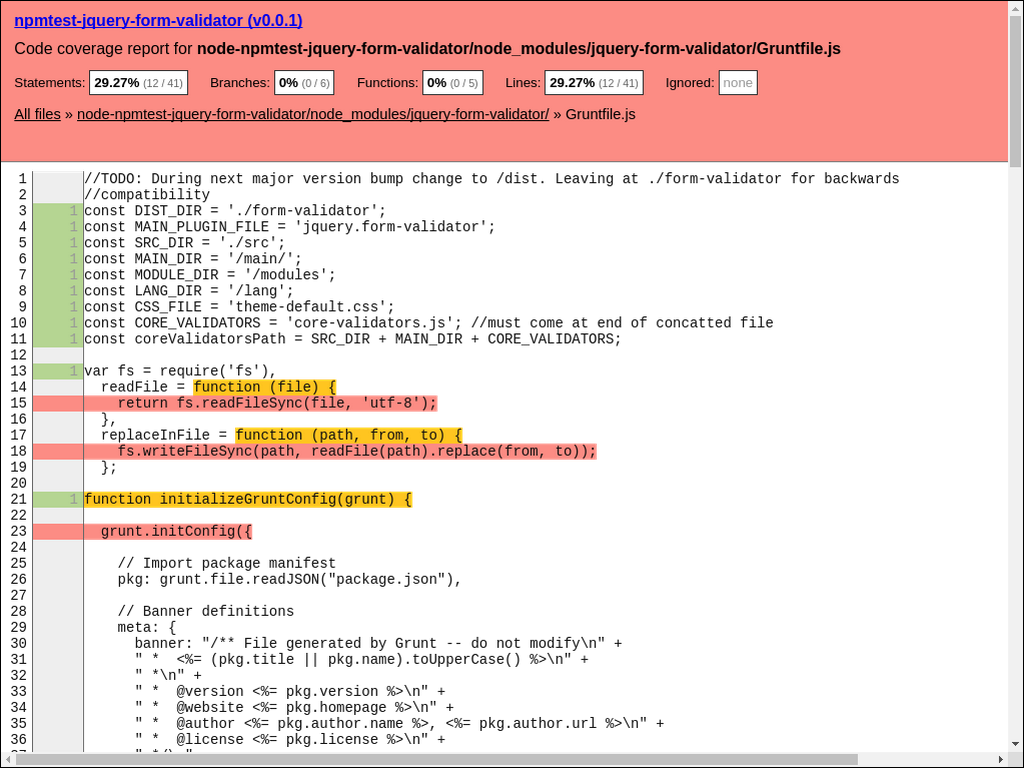 npmtest-jquery-form-validator (v0.0.1)
Code coverage report for node-npmtest-jquery-form-validator/node_modules/jquery-form-validator/Gruntfile.js
Statements: 29.27% (12 / 41) Branches: 0% (0 / 6) Functions: 0% (0 / 5) Lines: 29.27% (12 / 41) Ignored: none
All files » node-npmtest-jquery-form-validator/node_modules/jquery-form-validator/ » Gruntfile.js
1 //TODO: During next major version bump change to /dist. Leaving at ./form-validator for backwards
2 //compatibility
3 1 const DIST_DIR = './form-validator';
4 1 const MAIN_PLUGIN_FILE = 'jquery.form-validator';
5 1 const SRC_DIR = './src';
6 1 const MAIN_DIR = '/main/';
7 1 const MODULE_DIR = '/modules';
8 1 const LANG_DIR = '/lang';
9 1 const CSS_FILE = 'theme-default.css';
10 1 const CORE_VALIDATORS = 'core-validators.js'; //must come at end of concatted file
11 1 const coreValidatorsPath = SRC_DIR + MAIN_DIR + CORE_VALIDATORS;
12
13 1 var fs = require('fs'),
14 readFile = function (file) {
15 return fs.readFileSync(file, 'utf-8');
16 },
17 replaceInFile = function (path, from, to) {
18 fs.writeFileSync(path, readFile(path).replace(from, to));
19 };
20
21 1 function initializeGruntConfig(grunt) {
22
23 grunt.initConfig({
24
25 // Import package manifest
26 pkg: grunt.file.readJSON("package.json"),
27
28 // Banner definitions
29 meta: {
30 banner: "/** File generated by Grunt -- do not modify\n" +
31 " *  <%= (pkg.title || pkg.name).toUpperCase() %>\n" +
32 " *\n" +
33 " *  @version <%= pkg.version %>\n" +
34 " *  @website <%= pkg.homepage %>\n" +
35 " *  @author <%= pkg.author.name %>, <%= pkg.author.url %>\n" +
36 " *  @license <%= pkg.license %>\n" +